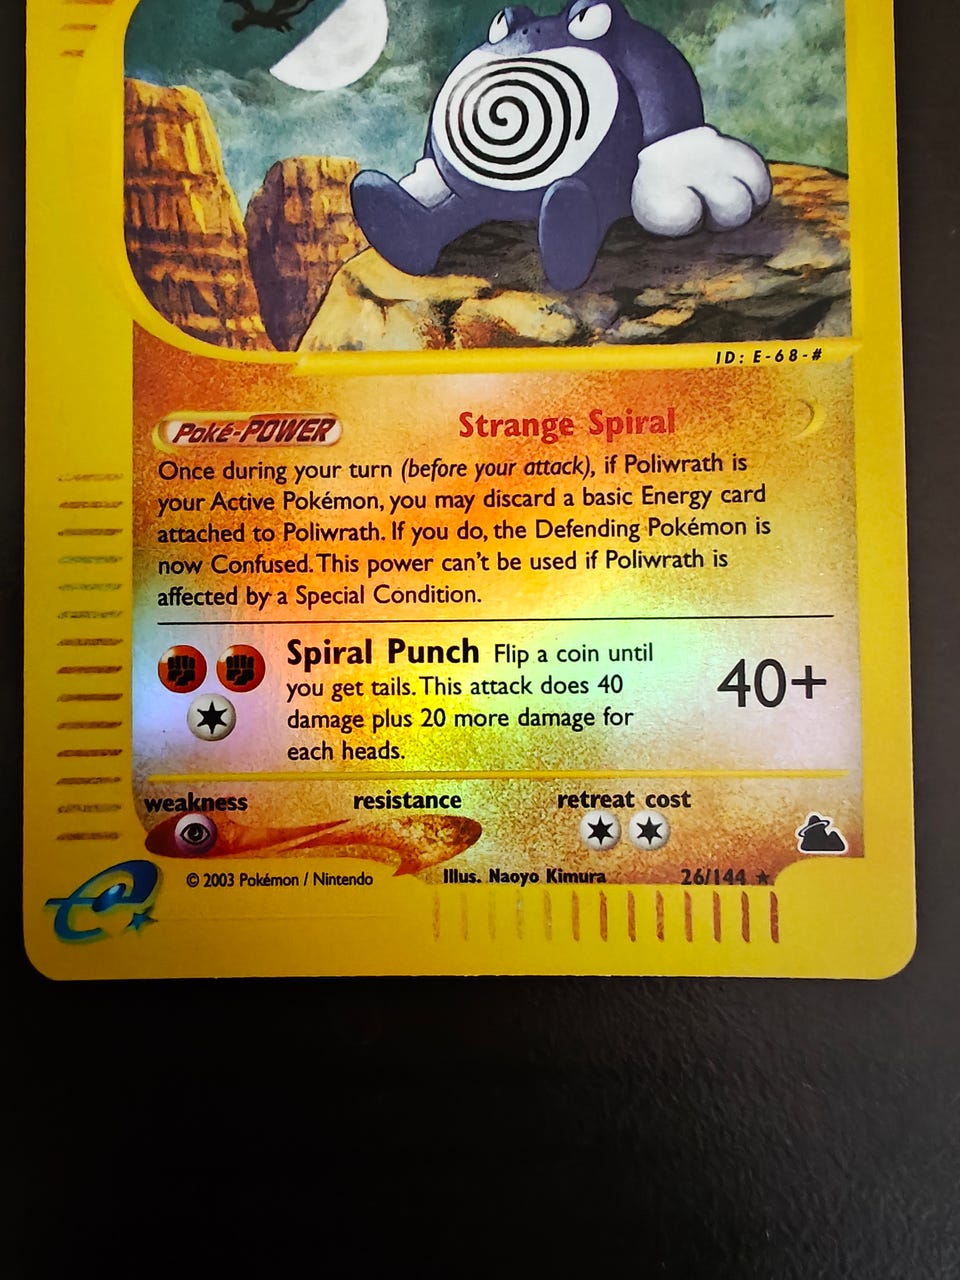 ID: E-68-#
Poké-POWER Strange Spiral
Once during your turn (before your attack), if Poliwrath is
your Active Pokémon, you may discard a basic Energy card
attached to Poliwrath. If you do, the Defending Pokémon is
now Confused. This power can't be used if Poliwrath is
affected by a Special Condition.
Spiral Punch Flip a coin until
you get tails. This attack does 40
damage plus 20 more damage for
each heads.
40+
weakness resistance retreat cost
© 2003 Pokémon / Nintendo Illus. Naoyo Kimura 26/144 ★
e